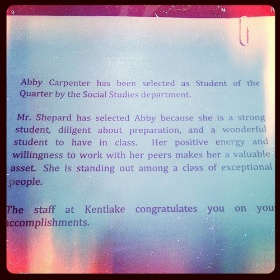 Abby Carpenter has been selected as Student of the
Quarter by the Social Studies department.
Mr. Shepard has selected Abby because she is a strong
student, diligent about preparation, and a wonderful
student to have in class. Her positive energy and
willingness to work with her peers makes her a valuable
asset. She is standing out among a class of exceptional
people.
The staff at Kentlake congratulates you on you
accomplishments.